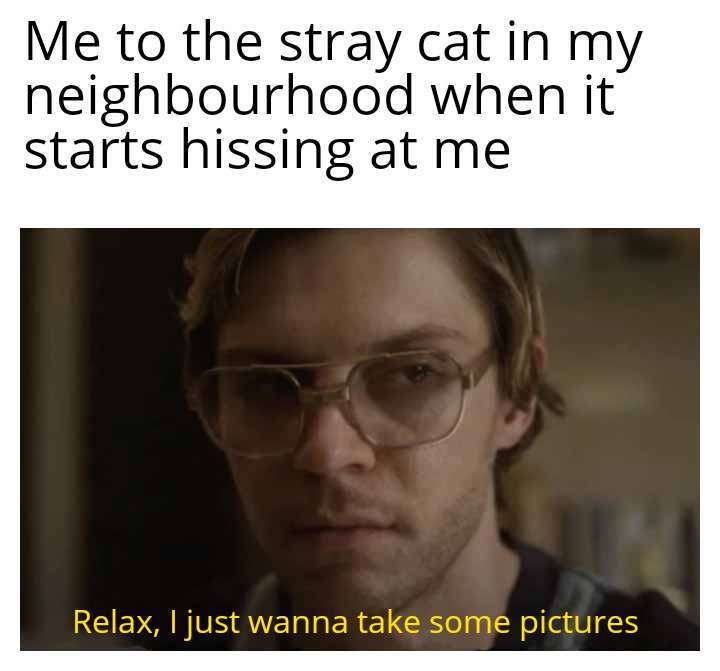 Me to the stray cat in my
neighbourhood when it
starts hissing at me
Relax, I just wanna take some pictures